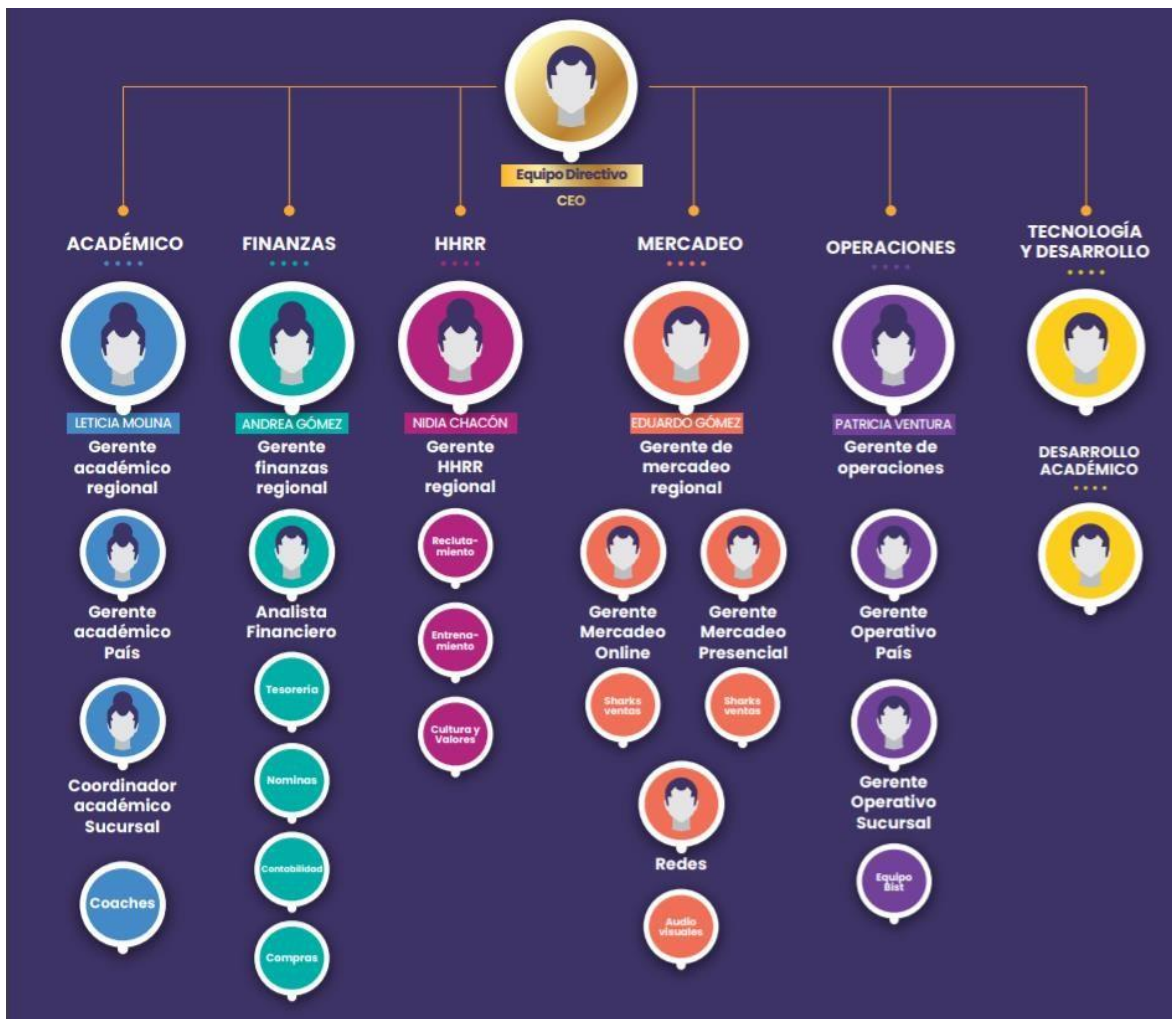 Equipo Directivo
CEO
ACADÉMICO
LETICIA MOLINA
Gerente
académico
regional
Gerente
académico
País
Coordinador
académico
Sucursal
Coaches
FINANZAS
ANDREA GÓMEZ
Gerente
finanzas
regional
Analista
Financiero
Tesorería
Nominas
Contabilidad
Compras
HHRR
NIDIA CHACÓN
Gerente
HHRR
regional
Recluta-
miento
Entrena-
miento
Cultura y
Valores
MERCADEO
EDUARDO GÓMEZ
Gerente de
mercadeo
regional
Gerente
Mercadeo
Online
Sharks
ventas
Gerente
Mercadeo
Presencial
Sharks
ventas
Redes
Audio
visuales
OPERACIONES
PATRICIA VENTURA
Gerente de
operaciones
Gerente
Operativo
País
Gerente
Operativo
Sucursal
Equipo
Bist
TECNOLOGÍA
Y DESARROLLO
DESARROLLO
ACADÉMICO